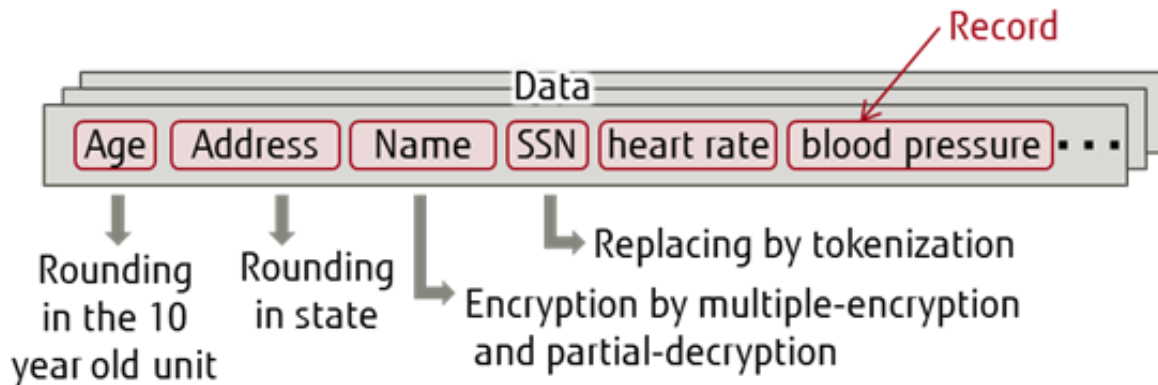 Record
Data
Age Address Name SSN heart rate blood pressure ...
Replacing by tokenization
Rounding
in the 10
year old unit
Rounding
in state
Encryption by multiple-encryption
and partial-decryption